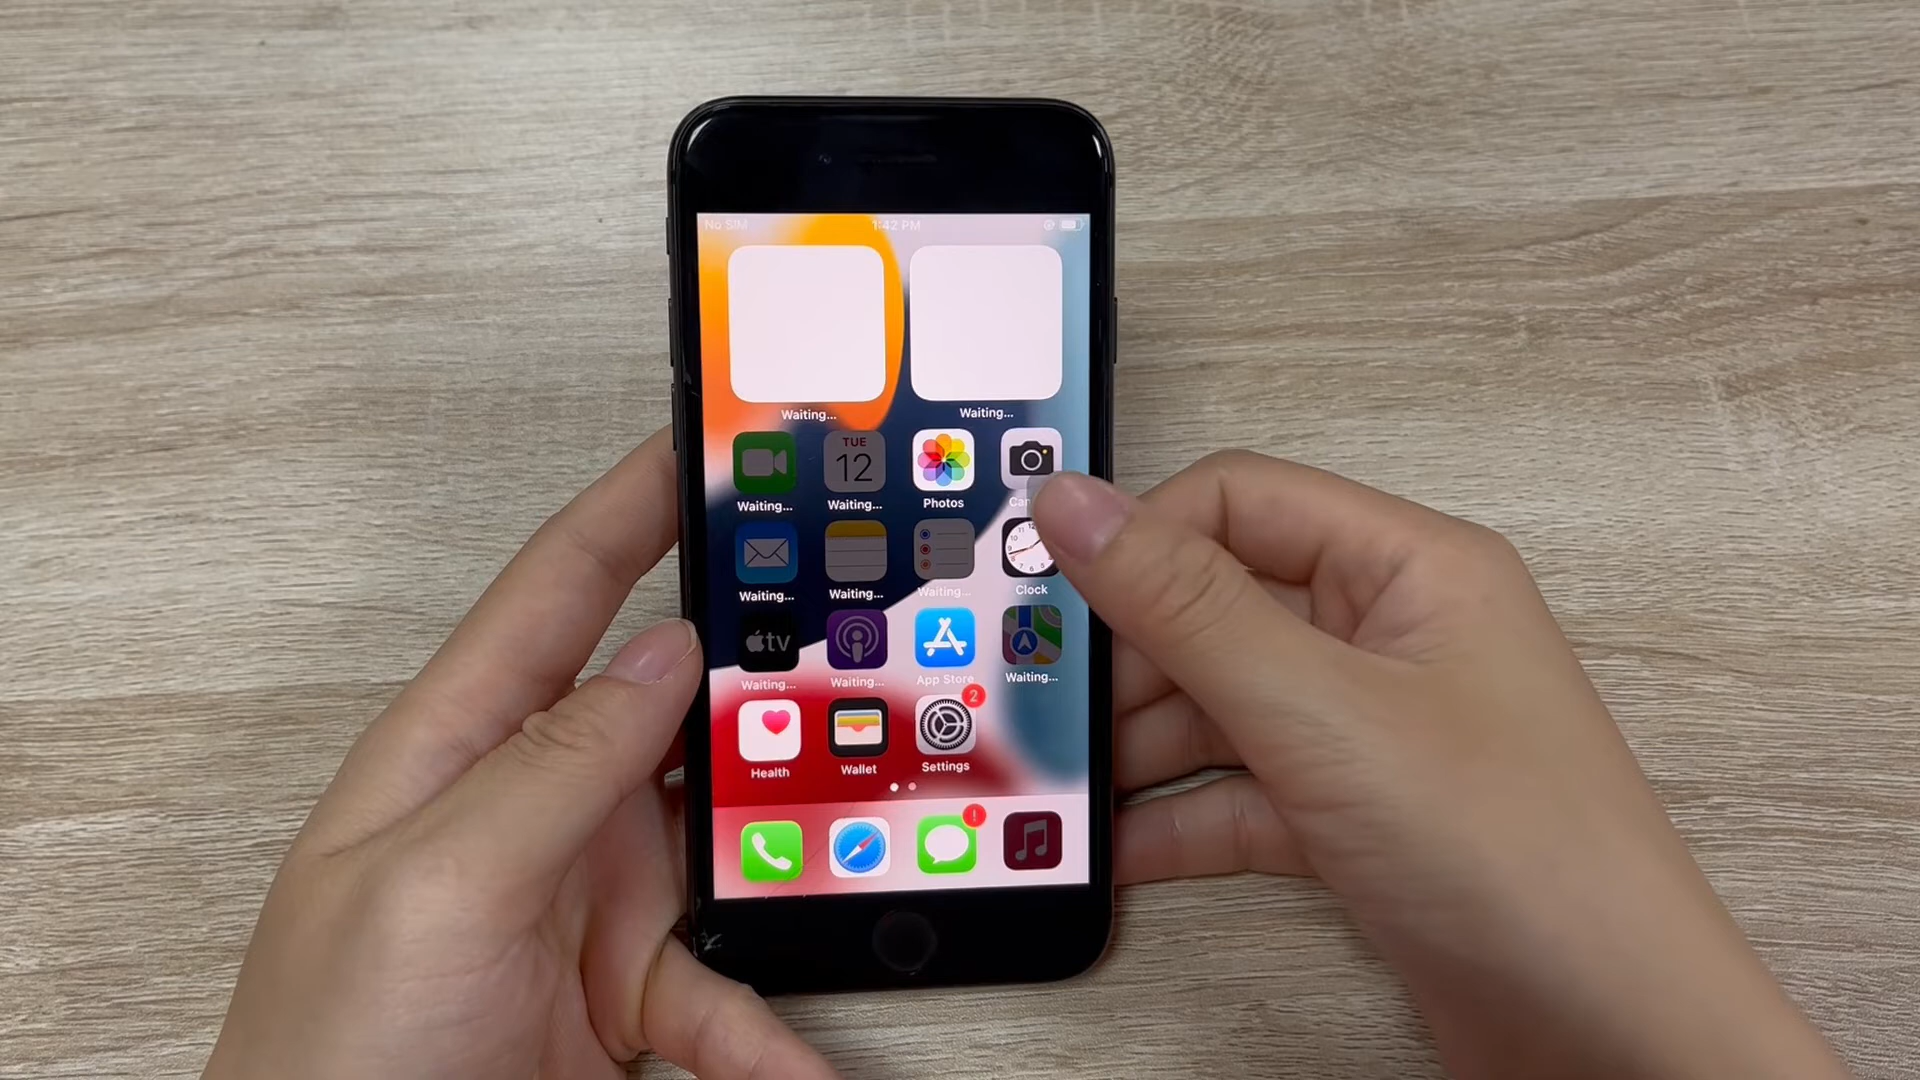 No SIM 1:42 PM
Waiting... Waiting...
TUE
12
Waiting... Waiting... Photos
Waiting... Waiting... Waiting... Clock
tv
Waiting... Waiting... App Store Waiting...
2
Health Wallet Settings
!